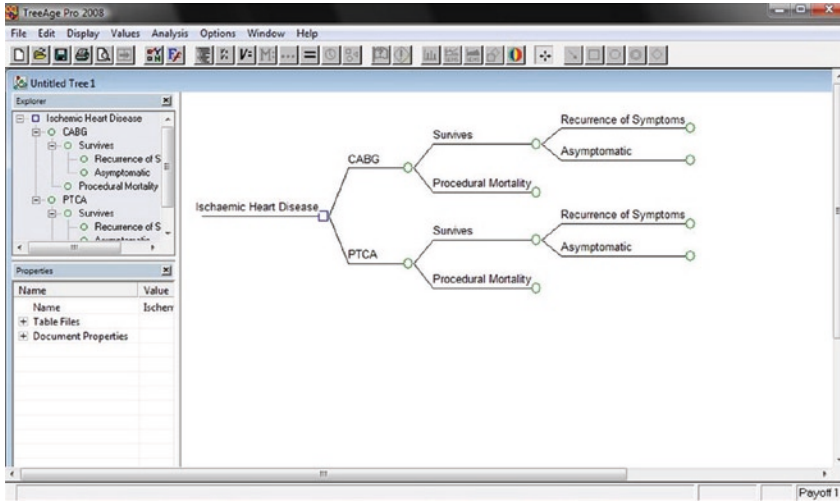 TreeAge Pro 2008
File Edit Display Values Analysis Options Window Help
Untitled Tree 1
Explorer
Ischemic Heart Disease
CABG
Survives
Recurrence of S
Asymptomatic
Procedural Mortality
PTCA
Survives
Recurrence of S
Properties
Name Value
Name Ischem
Table Files
Document Properties
Ischaemic Heart Disease
CABG
Survives
Recurrence of Symptoms
Asymptomatic
Procedural Mortality
PTCA
Survives
Recurrence of Symptoms
Asymptomatic
Procedural Mortality
Payoff 1